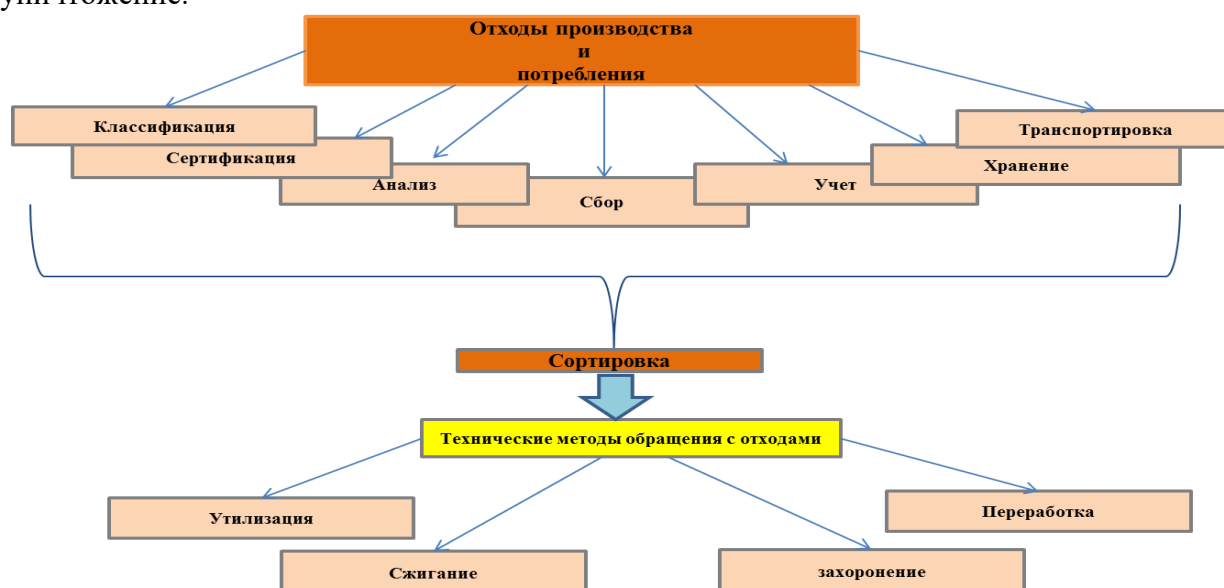 уничтожение.
Отходы производства
и
потребления
Классификация
Сертификация
Анализ
Сбор
Учет
Хранение
Транспортировка
Сортировка
Технические методы обращения с отходами
Утилизация
Сжигание
захоронение
Переработка